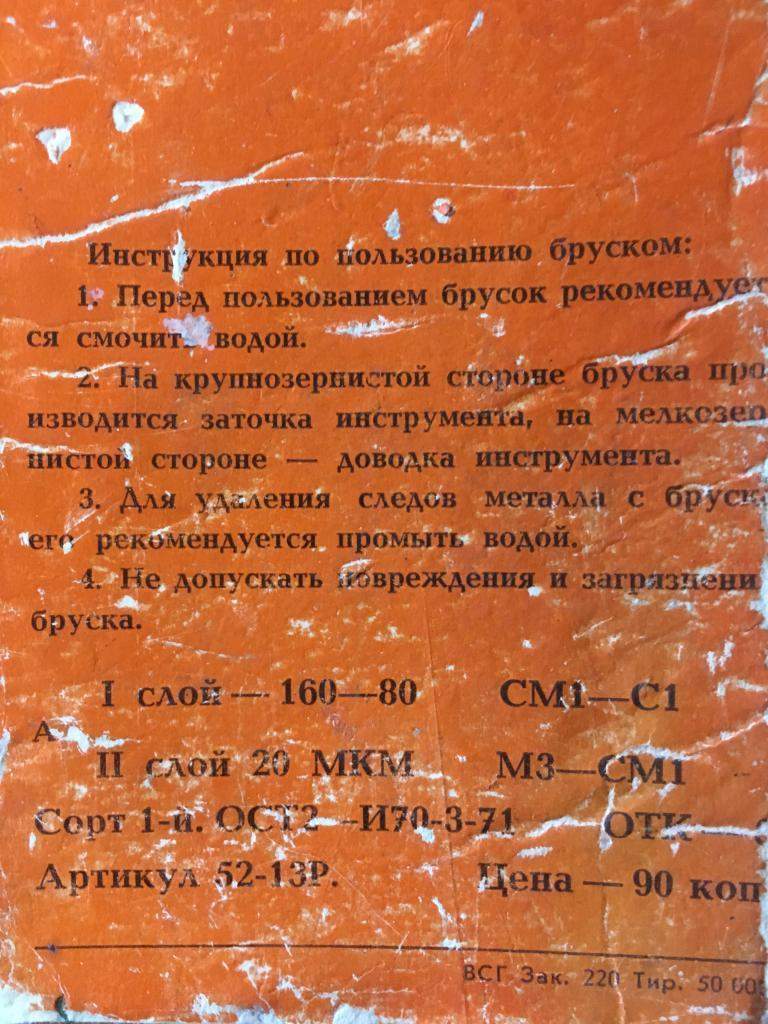 Инструкция по пользованию бруском:
1. Перед пользованием брусок рекомендует
ся смочить водой.
2. На крупнозернистой стороне бруска про
изводится заточка инструмента, на мелкозер
нистой стороне — доводка инструмента.
3. Для удаления следов металла с бруска
его рекомендуется промыть водой.
4. Не допускать повреждения и загрязнени
бруска.
I слой — 160—80 СМ1—С1
А
II слой 20 МКМ М3—СМ1
Сорт 1-й. ОСТ2—И70-3-71 ОТК—
Артикул 52-13Р. Цена — 90 коп
ВСГ Зак. 220 Тир. 50 00